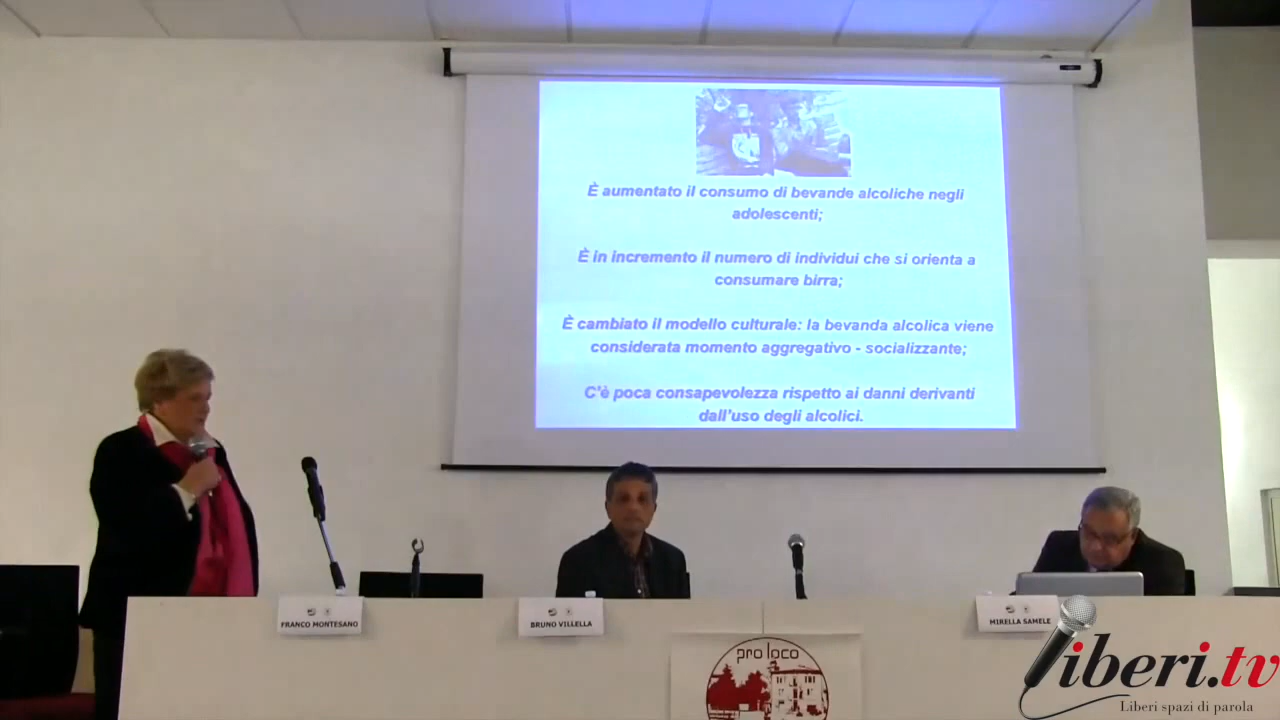 È aumentato il consumo di bevande alcoliche negli
adolescenti;
È in incremento il numero di individui che si orienta a
consumare birra;
È cambiato il modello culturale: la bevanda alcolica viene
considerata momento aggregativo - socializzante;
C'è poca consapevolezza rispetto ai danni derivanti
dall'uso degli alcolici.
FRANCO MONTESANO
BRUNO VILLELLA
MIRELLA SAMELE
pro loco
liberi.tv
Liberi spazi di parola